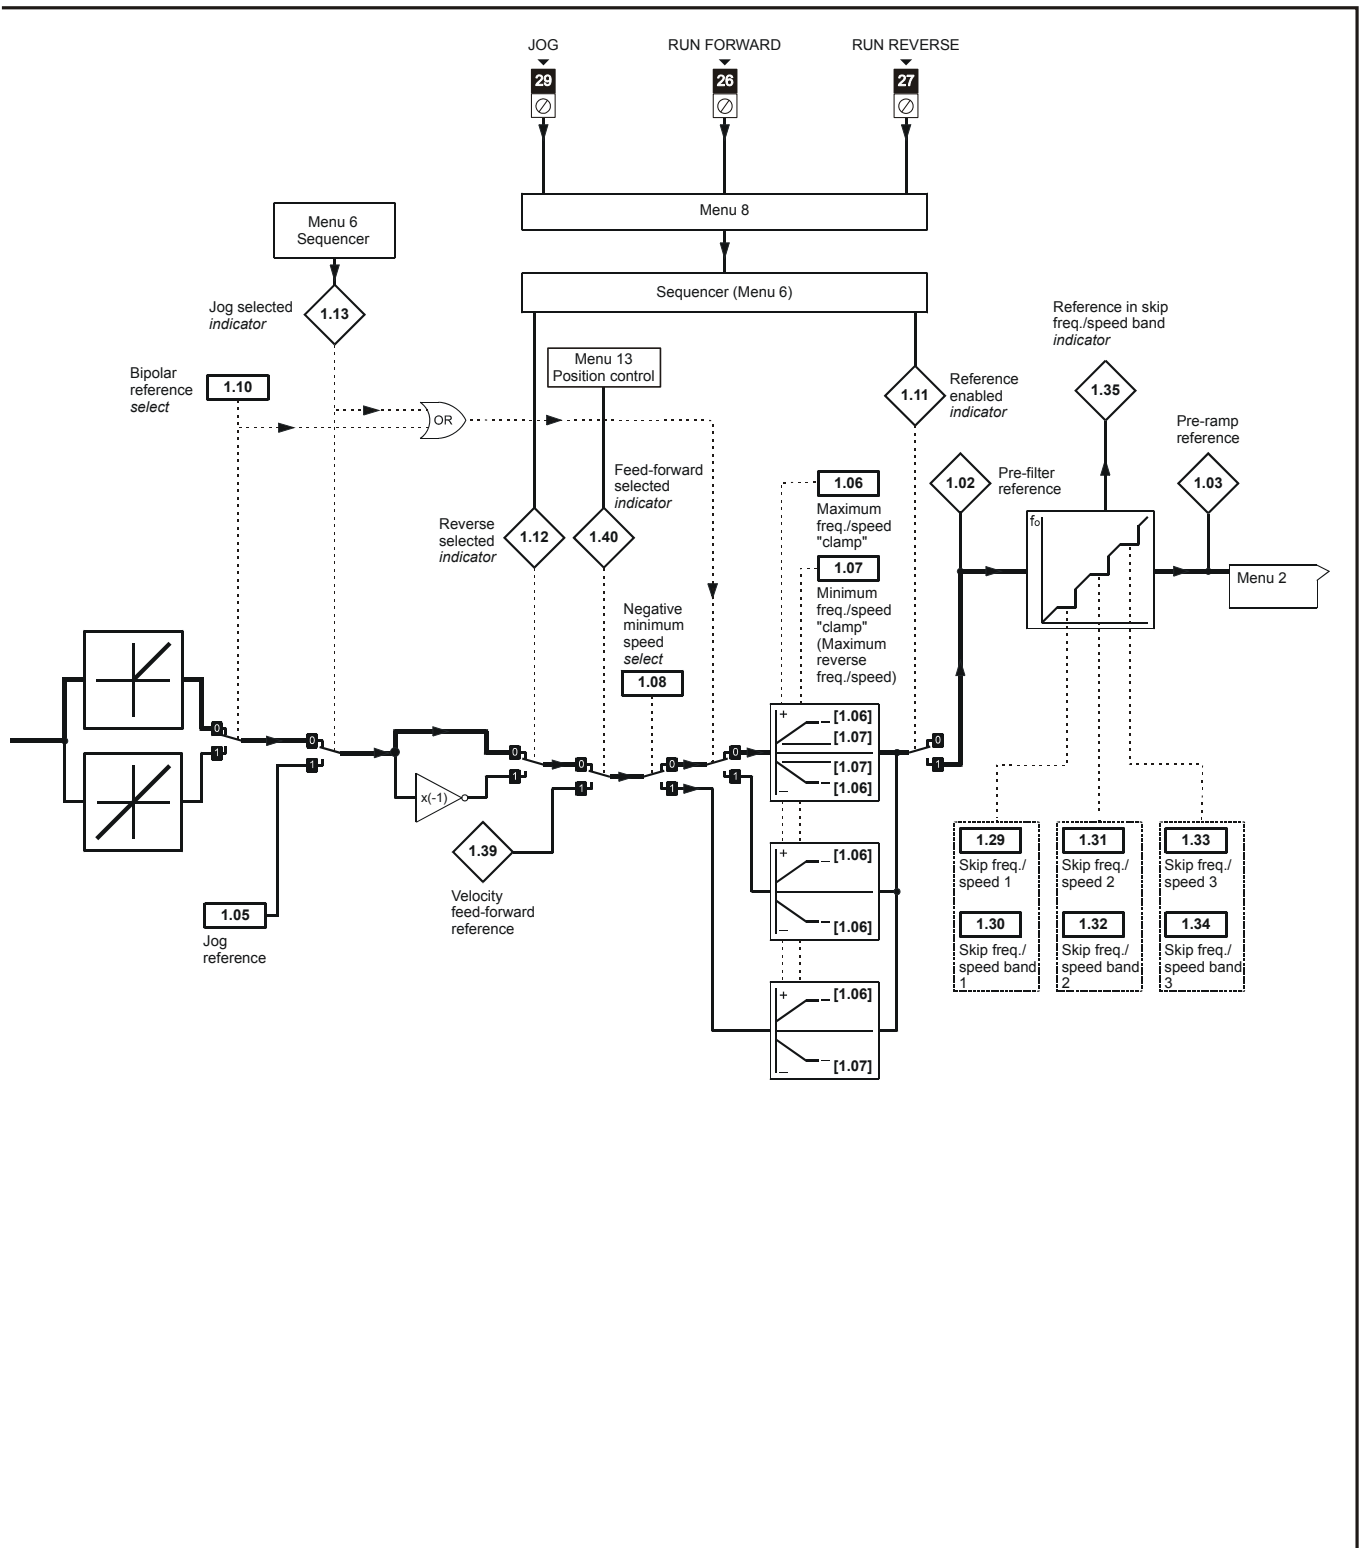 JOG
RUN FORWARD
RUN REVERSE
29
26
27
Menu 8
Menu 6
Sequencer
Sequencer (Menu 6)
Jog selected
indicator
1.13
Reference in skip
freq./speed band
indicator
1.35
Menu 13
Position control
Bipolar
reference
select
1.10
1.11
Reference
enabled
indicator
OR
Pre-ramp
reference
1.03
Feed-forward
selected
indicator
1.40
1.06
Maximum
freq./speed
"clamp"
1.02
Pre-filter
reference
Reverse
selected
indicator
1.12
fo
1.07
Minimum
freq./speed
"clamp"
(Maximum
reverse
freq./speed)
Menu 2
Negative
minimum
speed
select
1.08
+
[1.06]
[1.07]
[1.07]
[1.06]
–
0
1
0
1
0
1
0
1
0
1
0
1
0
1
x(-1)
1.39
Velocity
feed-forward
reference
+
[1.06]
–
[1.06]
1.05
Jog
reference
+
[1.06]
–
[1.07]
1.29
Skip freq./
speed 1
1.30
Skip freq./
speed band
1
1.31
Skip freq./
speed 2
1.32
Skip freq./
speed band
2
1.33
Skip freq./
speed 3
1.34
Skip freq./
speed band
3